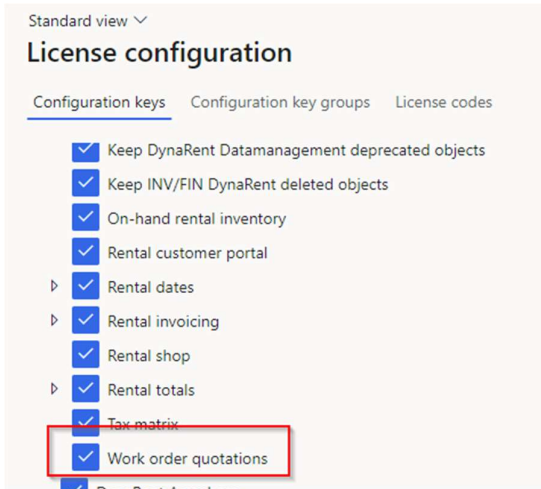 Standard view
License configuration
Configuration keys Configuration key groups License codes
Keep DynaRent Datamanagement deprecated objects
Keep INV/FIN DynaRent deleted objects
On-hand rental inventory
Rental customer portal
Rental dates
Rental invoicing
Rental shop
Rental totals
Tax matrix
Work order quotations